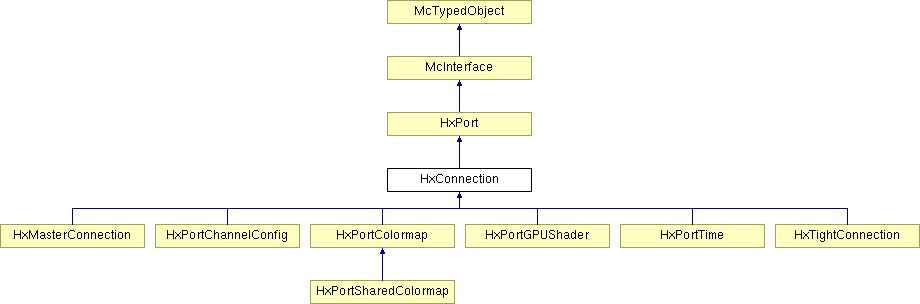 McTypedObject
McInterface
HxPort
HxConnection
HxMasterConnection HxPortChannelConfig HxPortColormap HxPortGPUShader HxPortTime HxTightConnection
HxPortSharedColormap